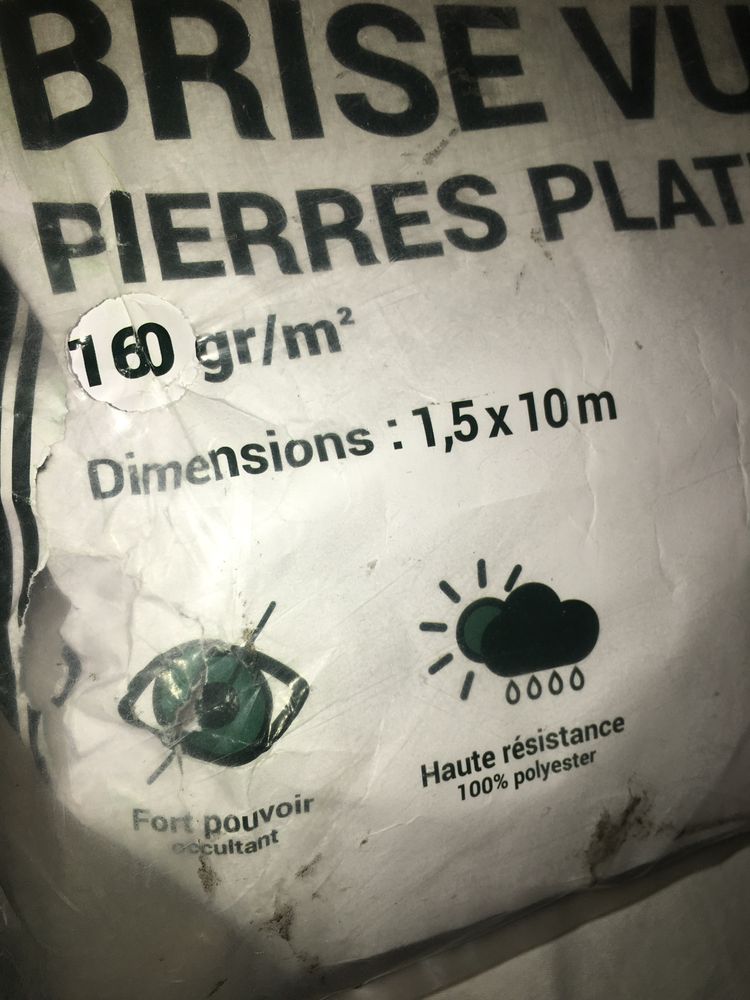 BRISE VU
PIERRES PLAT
160 gr/m²
Dimensions : 1,5 x 10 m
Haute résistance
100% polyester
Fort pouvoir
occultant